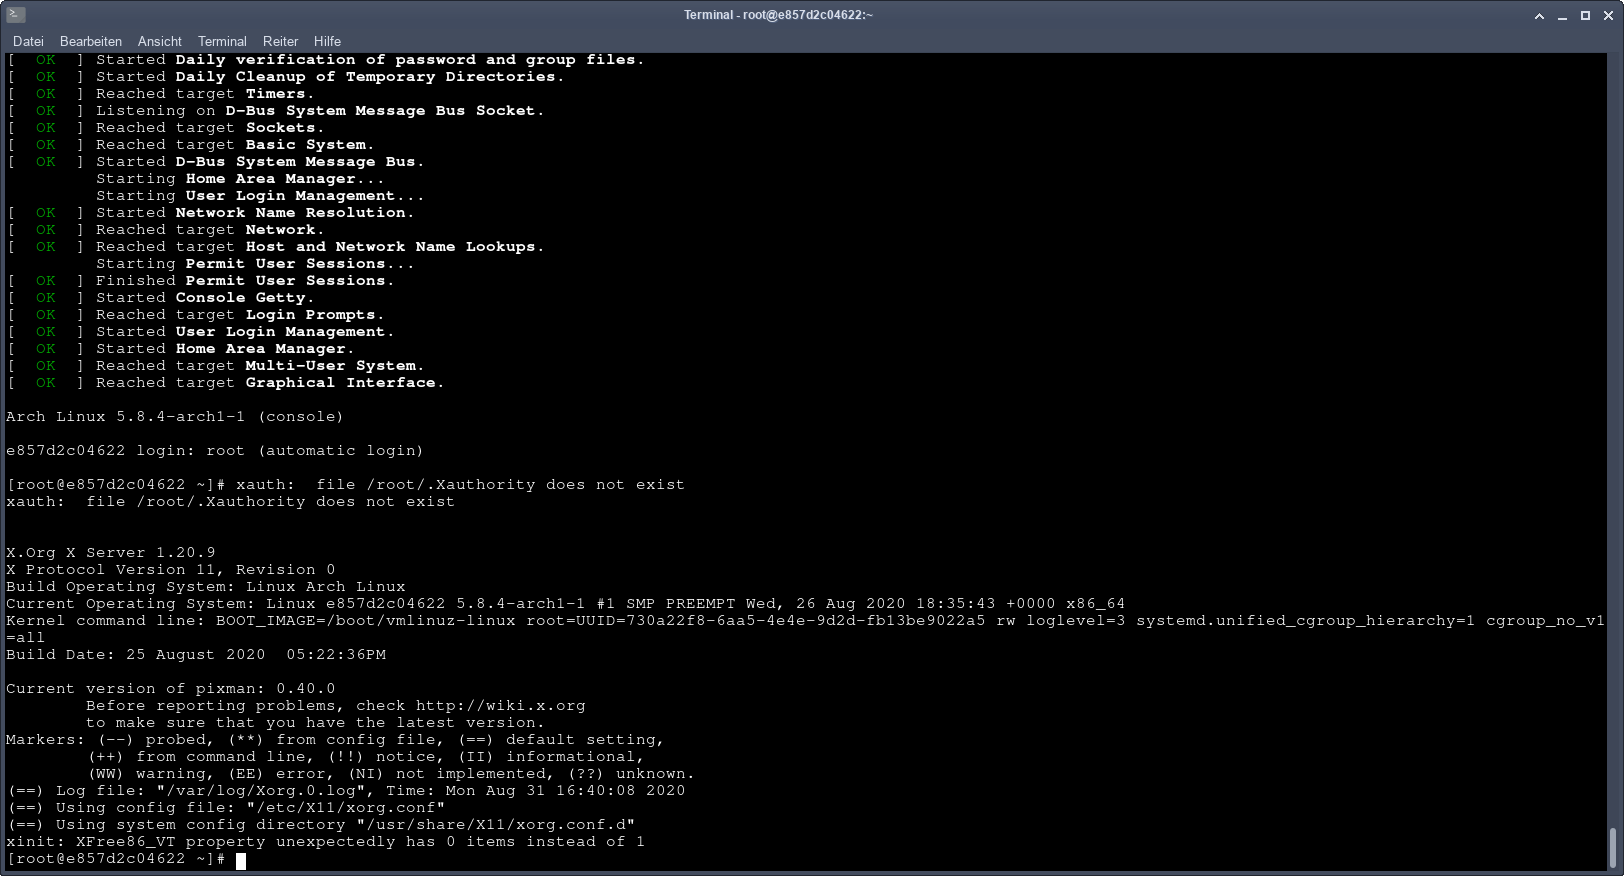 Terminal - root@e857d2c04622:~
Datei Bearbeiten Ansicht Terminal Reiter Hilfe
[  OK  ] Started Daily verification of password and group files.
[  OK  ] Started Daily Cleanup of Temporary Directories.
[  OK  ] Reached target Timers.
[  OK  ] Listening on D-Bus System Message Bus Socket.
[  OK  ] Reached target Sockets.
[  OK  ] Reached target Basic System.
[  OK  ] Started D-Bus System Message Bus.
         Starting Home Area Manager...
         Starting User Login Management...
[  OK  ] Started Network Name Resolution.
[  OK  ] Reached target Network.
[  OK  ] Reached target Host and Network Name Lookups.
         Starting Permit User Sessions...
[  OK  ] Finished Permit User Sessions.
[  OK  ] Started Console Getty.
[  OK  ] Reached target Login Prompts.
[  OK  ] Started User Login Management.
[  OK  ] Started Home Area Manager.
[  OK  ] Reached target Multi-User System.
[  OK  ] Reached target Graphical Interface.
Arch Linux 5.8.4-arch1-1 (console)
e857d2c04622 login: root (automatic login)
[root@e857d2c04622 ~]# xauth:  file /root/.Xauthority does not exist
xauth:  file /root/.Xauthority does not exist
X.Org X Server 1.20.9
X Protocol Version 11, Revision 0
Build Operating System: Linux Arch Linux
Current Operating System: Linux e857d2c04622 5.8.4-arch1-1 #1 SMP PREEMPT Wed, 26 Aug 2020 18:35:43 +0000 x86_64
Kernel command line: BOOT_IMAGE=/boot/vmlinuz-linux root=UUID=730a22f8-6aa5-4e4e-9d2d-fb13be9022a5 rw loglevel=3 systemd.unified_cgroup_hierarchy=1 cgroup_no_v1
=all
Build Date: 25 August 2020  05:22:36PM
Current version of pixman: 0.40.0
        Before reporting problems, check http://wiki.x.org
        to make sure that you have the latest version.
Markers: (--) probed, (**) from config file, (==) default setting,
        (++) from command line, (!!) notice, (II) informational,
        (WW) warning, (EE) error, (NI) not implemented, (??) unknown.
(==) Log file: "/var/log/Xorg.0.log", Time: Mon Aug 31 16:40:08 2020
(==) Using config file: "/etc/X11/xorg.conf"
(==) Using system config directory "/usr/share/X11/xorg.conf.d"
xinit: XFree86_VT property unexpectedly has 0 items instead of 1
[root@e857d2c04622 ~]#